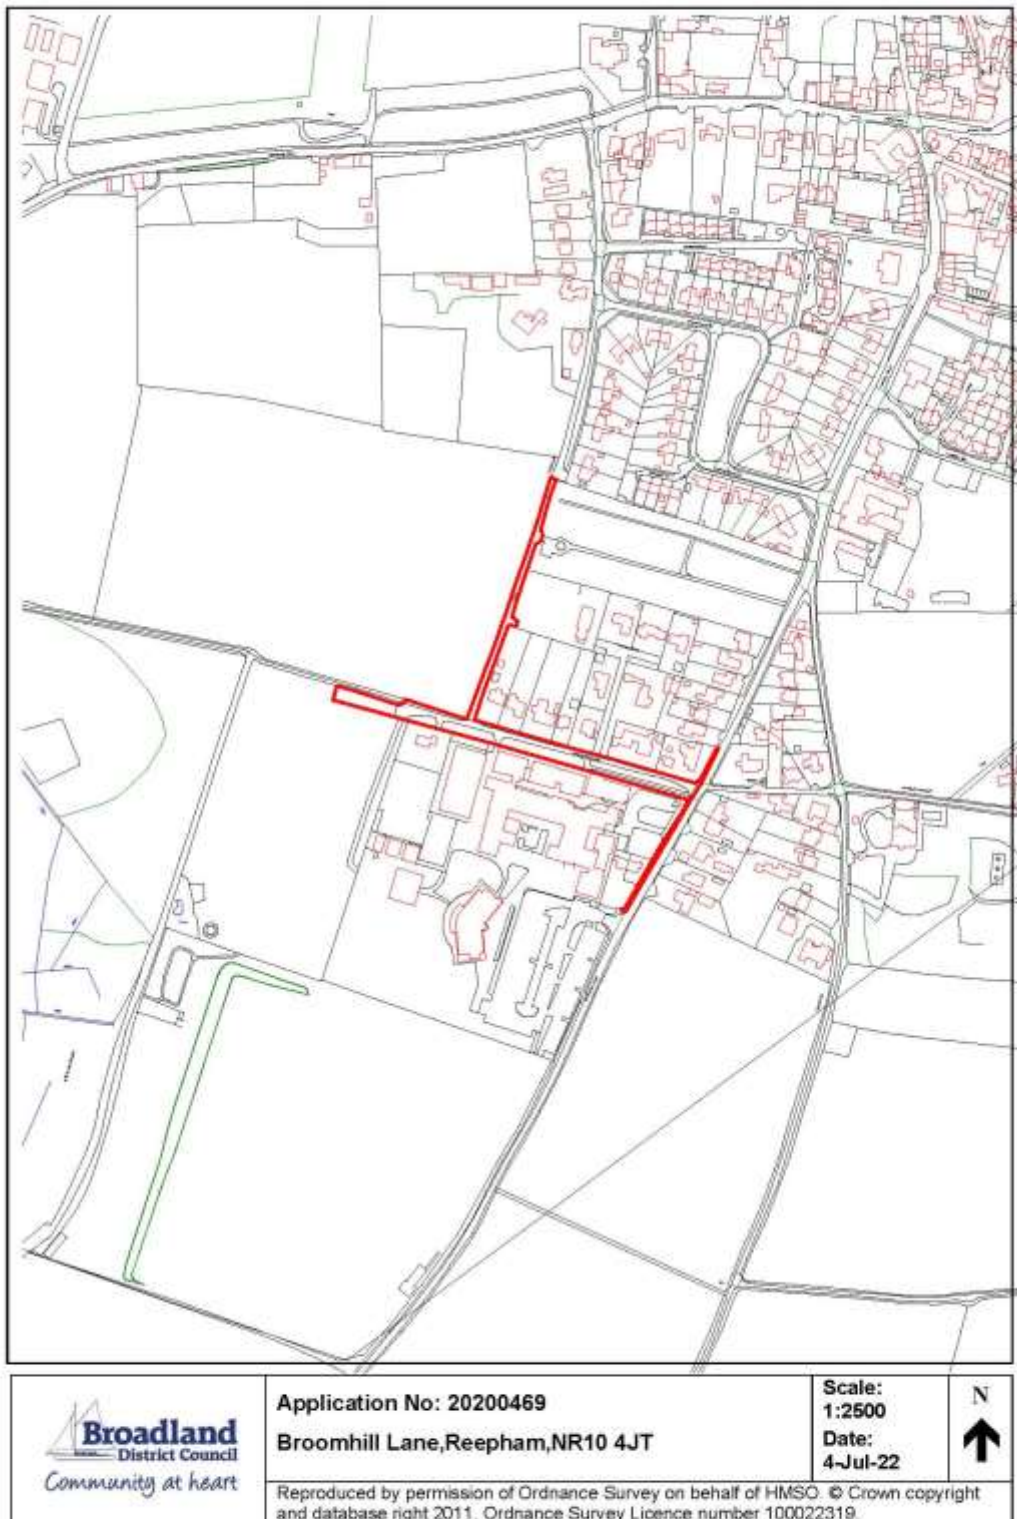 Broadland
District Council
Community at heart
Application No: 20200469
Broomhill Lane,Reepham,NR10 4JT
Scale:
1:2500
Date:
4-Jul-22
N
Reproduced by permission of Ordnance Survey on behalf of HMSO. © Crown copyright
and database right 2011. Ordnance Survey Licence number 100022319.